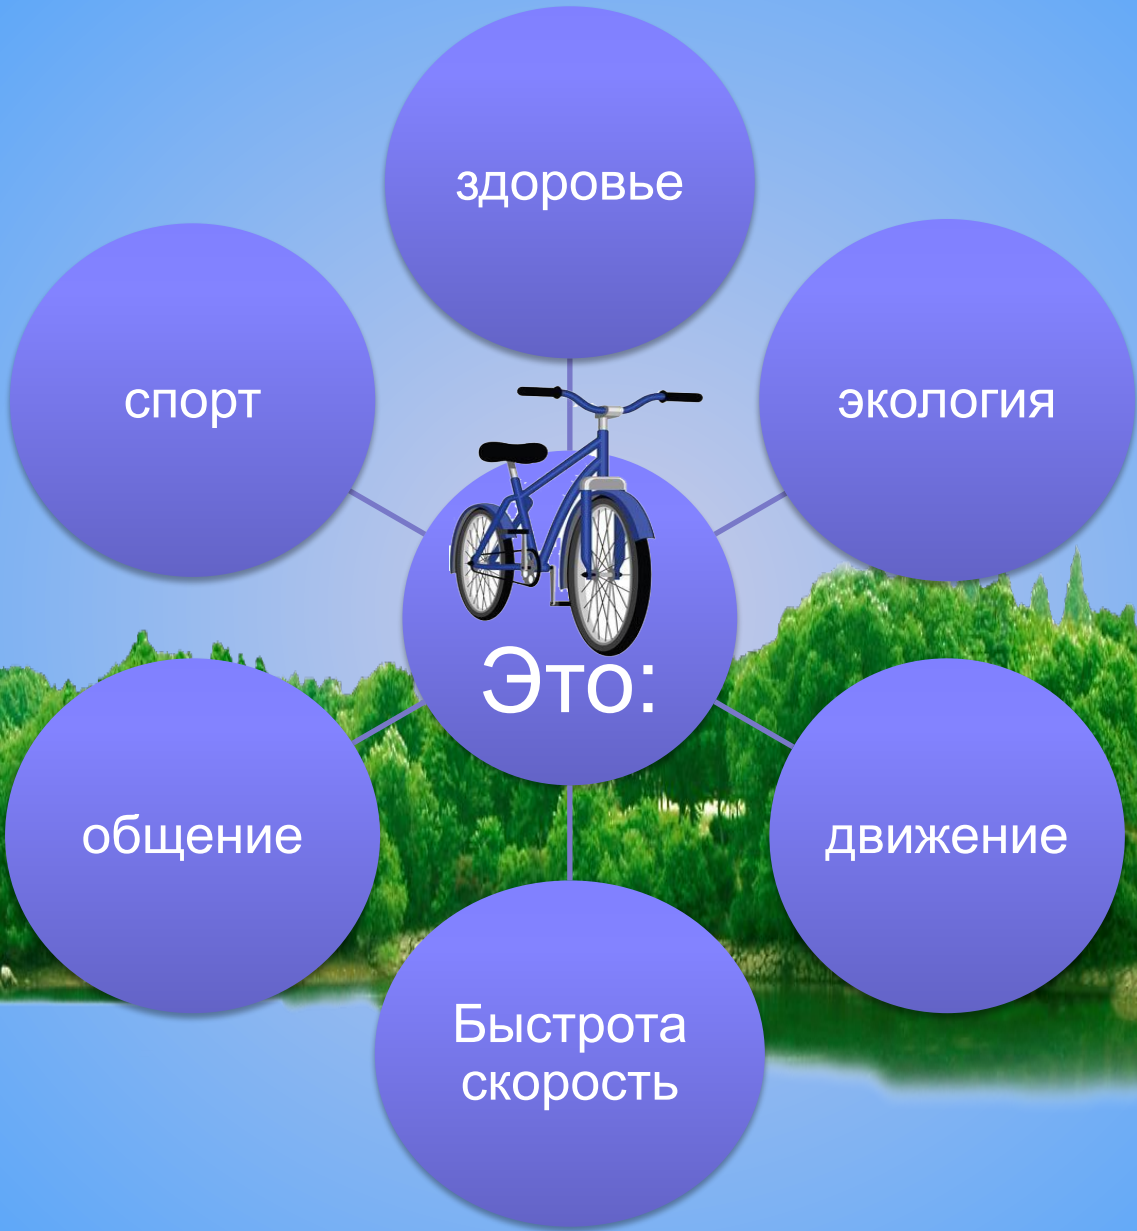 здоровье
спорт
экология
Это:
общение
движение
Быстрота
скорость